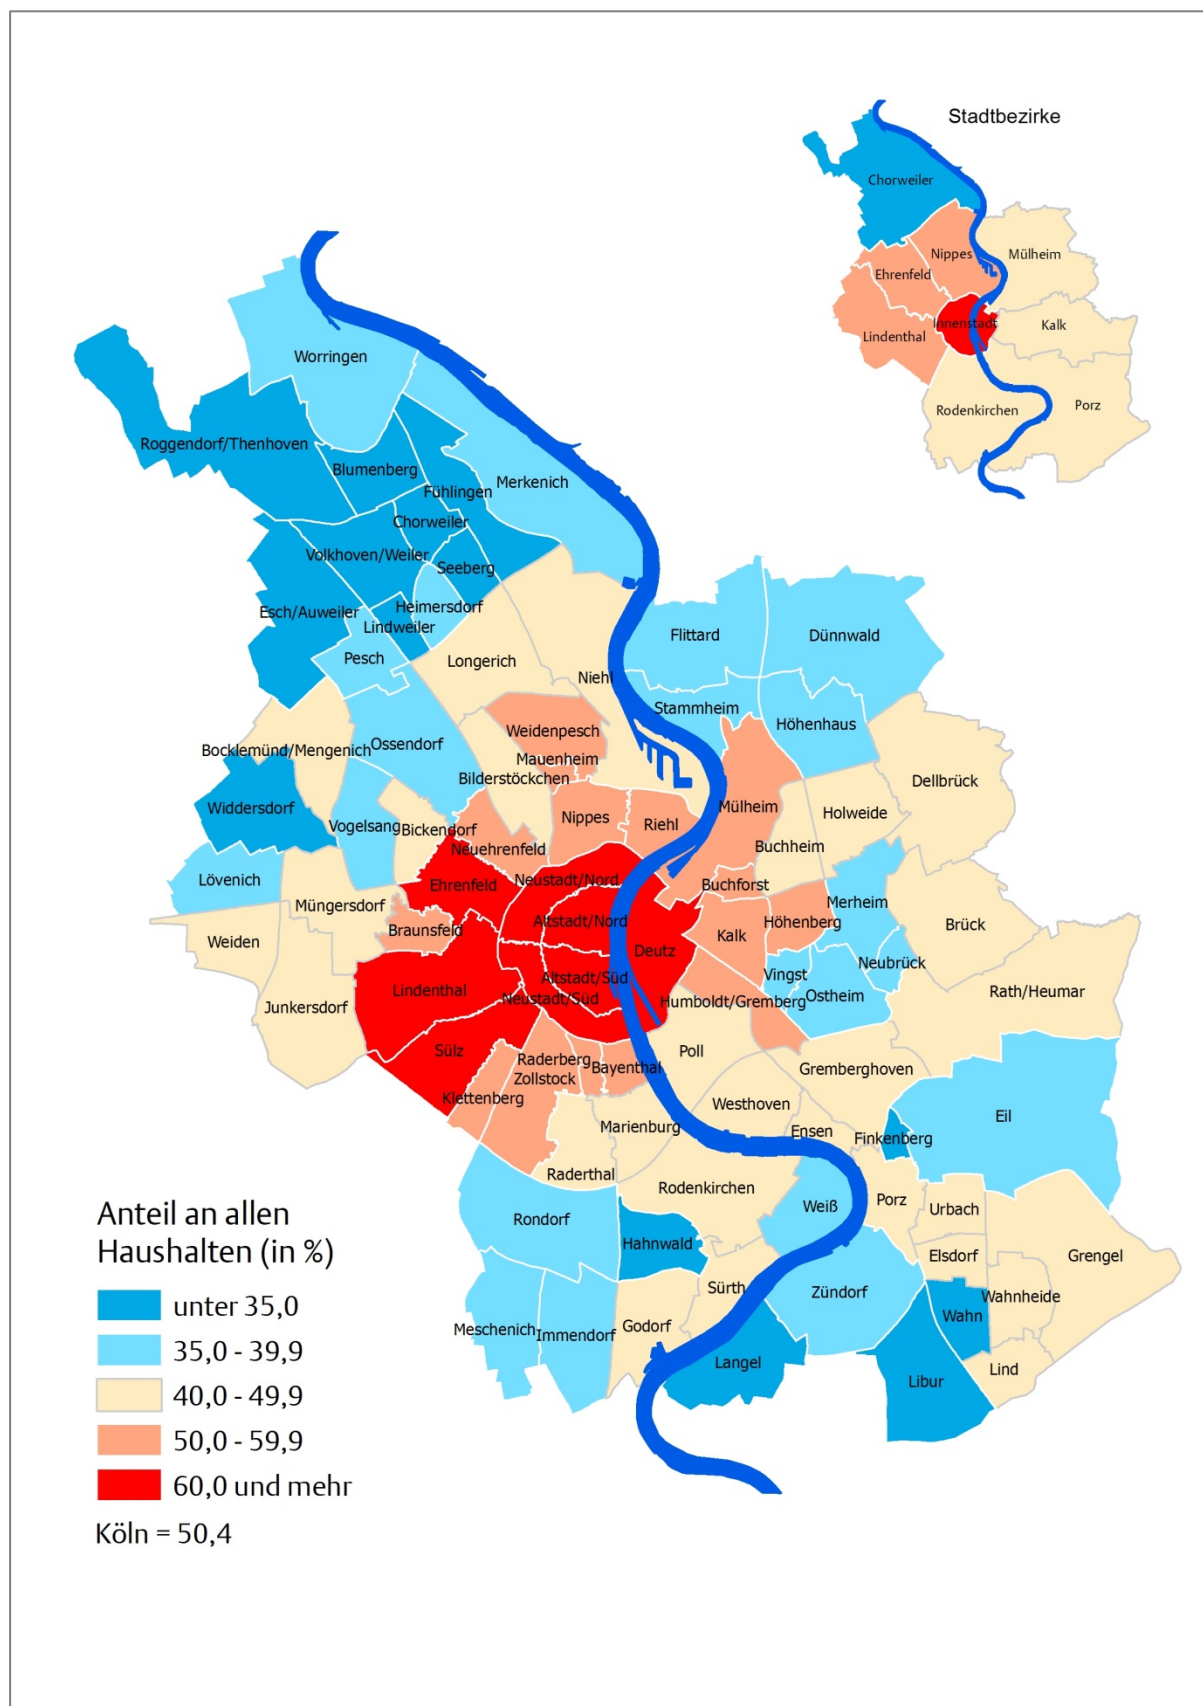 Stadtbezirke
Chorweiler
Nippes
Mülheim
Ehrenfeld
Innenstadt
Kalk
Lindenthal
Rodenkirchen
Porz
Worringen
Roggendorf/Thenhoven
Blumenberg
Merkenich
Fühlingen
Chorweiler
Volkhoven/Weiler
Seeberg
Heimersdorf
Esch/Auweiler
Lindweiler
Pesch
Longerich
Niehl
Flittard
Dünnwald
Stammheim
Höhenhaus
Weidenpesch
Ossendorf
Bocklemünd/Mengenich
Mauenheim
Bilderstöckchen
Dellbrück
Widdersdorf
Mülheim
Holweide
Nippes
Riehl
Vogelsang
Bickendorf
Buchheim
Neuehrenfeld
Lövenich
Ehrenfeld
Neustadt/Nord
Buchforst
Müngersdorf
Merheim
Altstadt/Nord
Höhenberg
Brück
Braunsfeld
Weiden
Kalk
Deutz
Neubrück
Vingst
Altstadt/Süd
Junkersdorf
Lindenthal
Neustadt/Süd
Humboldt/Gremberg
Ostheim
Rath/Heumar
Sülz
Raderberg
Zollstock
Bayenthal
Poll
Gremberghoven
Klettenberg
Westhoven
Marienburg
Ensen
Finkenberg
Eil
Raderthal
Rodenkirchen
Weiß
Porz
Urbach
Rondorf
Hahnwald
Elsdorf
Grengel
Sürth
Zündorf
Wahnheide
Wahn
Meschenich
Immendorf
Godorf
Langel
Libur
Lind
Anteil an allen
Haushalten (in %)
unter 35,0
35,0 - 39,9
40,0 - 49,9
50,0 - 59,9
60,0 und mehr
Köln = 50,4